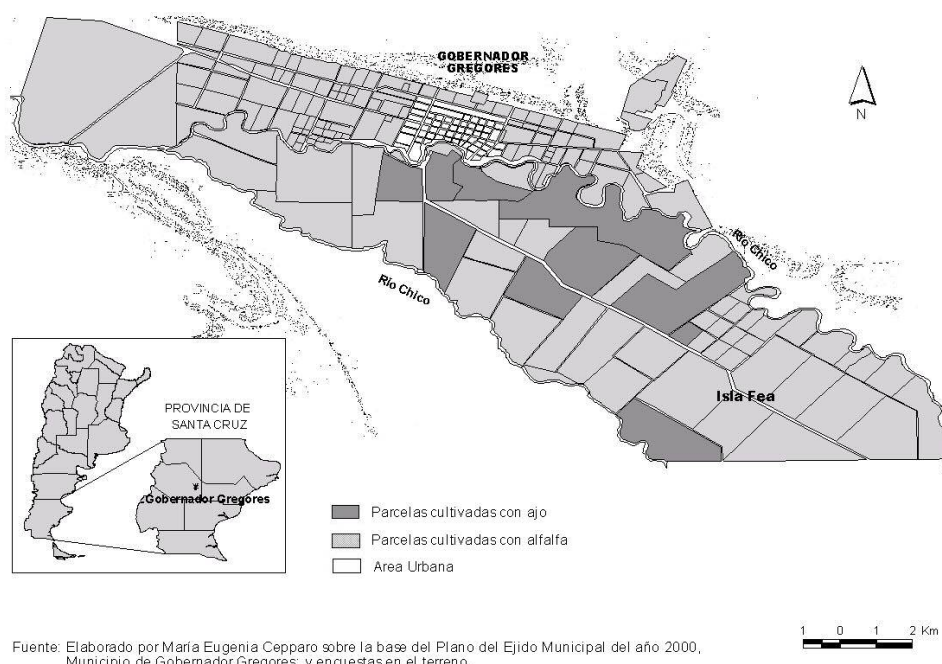 GOBERNADOR
GREGORES
N
Río Chico
Río Chico
Isla Fea
PROVINCIA DE
SANTA CRUZ
Gobernador Gregores
Parcelas cultivadas con ajo
Parcelas cultivadas con alfalfa
Area Urbana
1 0 1 2 Km
Fuente: Elaborado por María Eugenia Cepparo sobre la base del Plano del Ejido Municipal del año 2000,
Municipio de Gobernador Gregores; y encuestas en el terreno